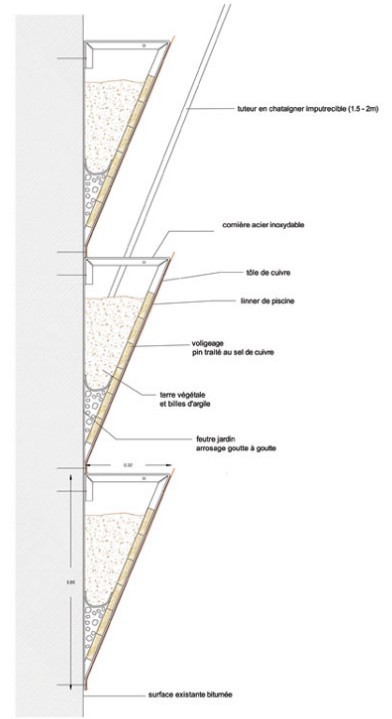 tuteur en chataigner imputrecible (1.5 - 2m)
cornière acier inoxydable
tôle de cuivre
linner de piscine
voligeage
pin traité au sel de cuivre
terre végétale
et billes d'argile
feutre jardin
arrosage goutte à goutte
surface existante bitumée